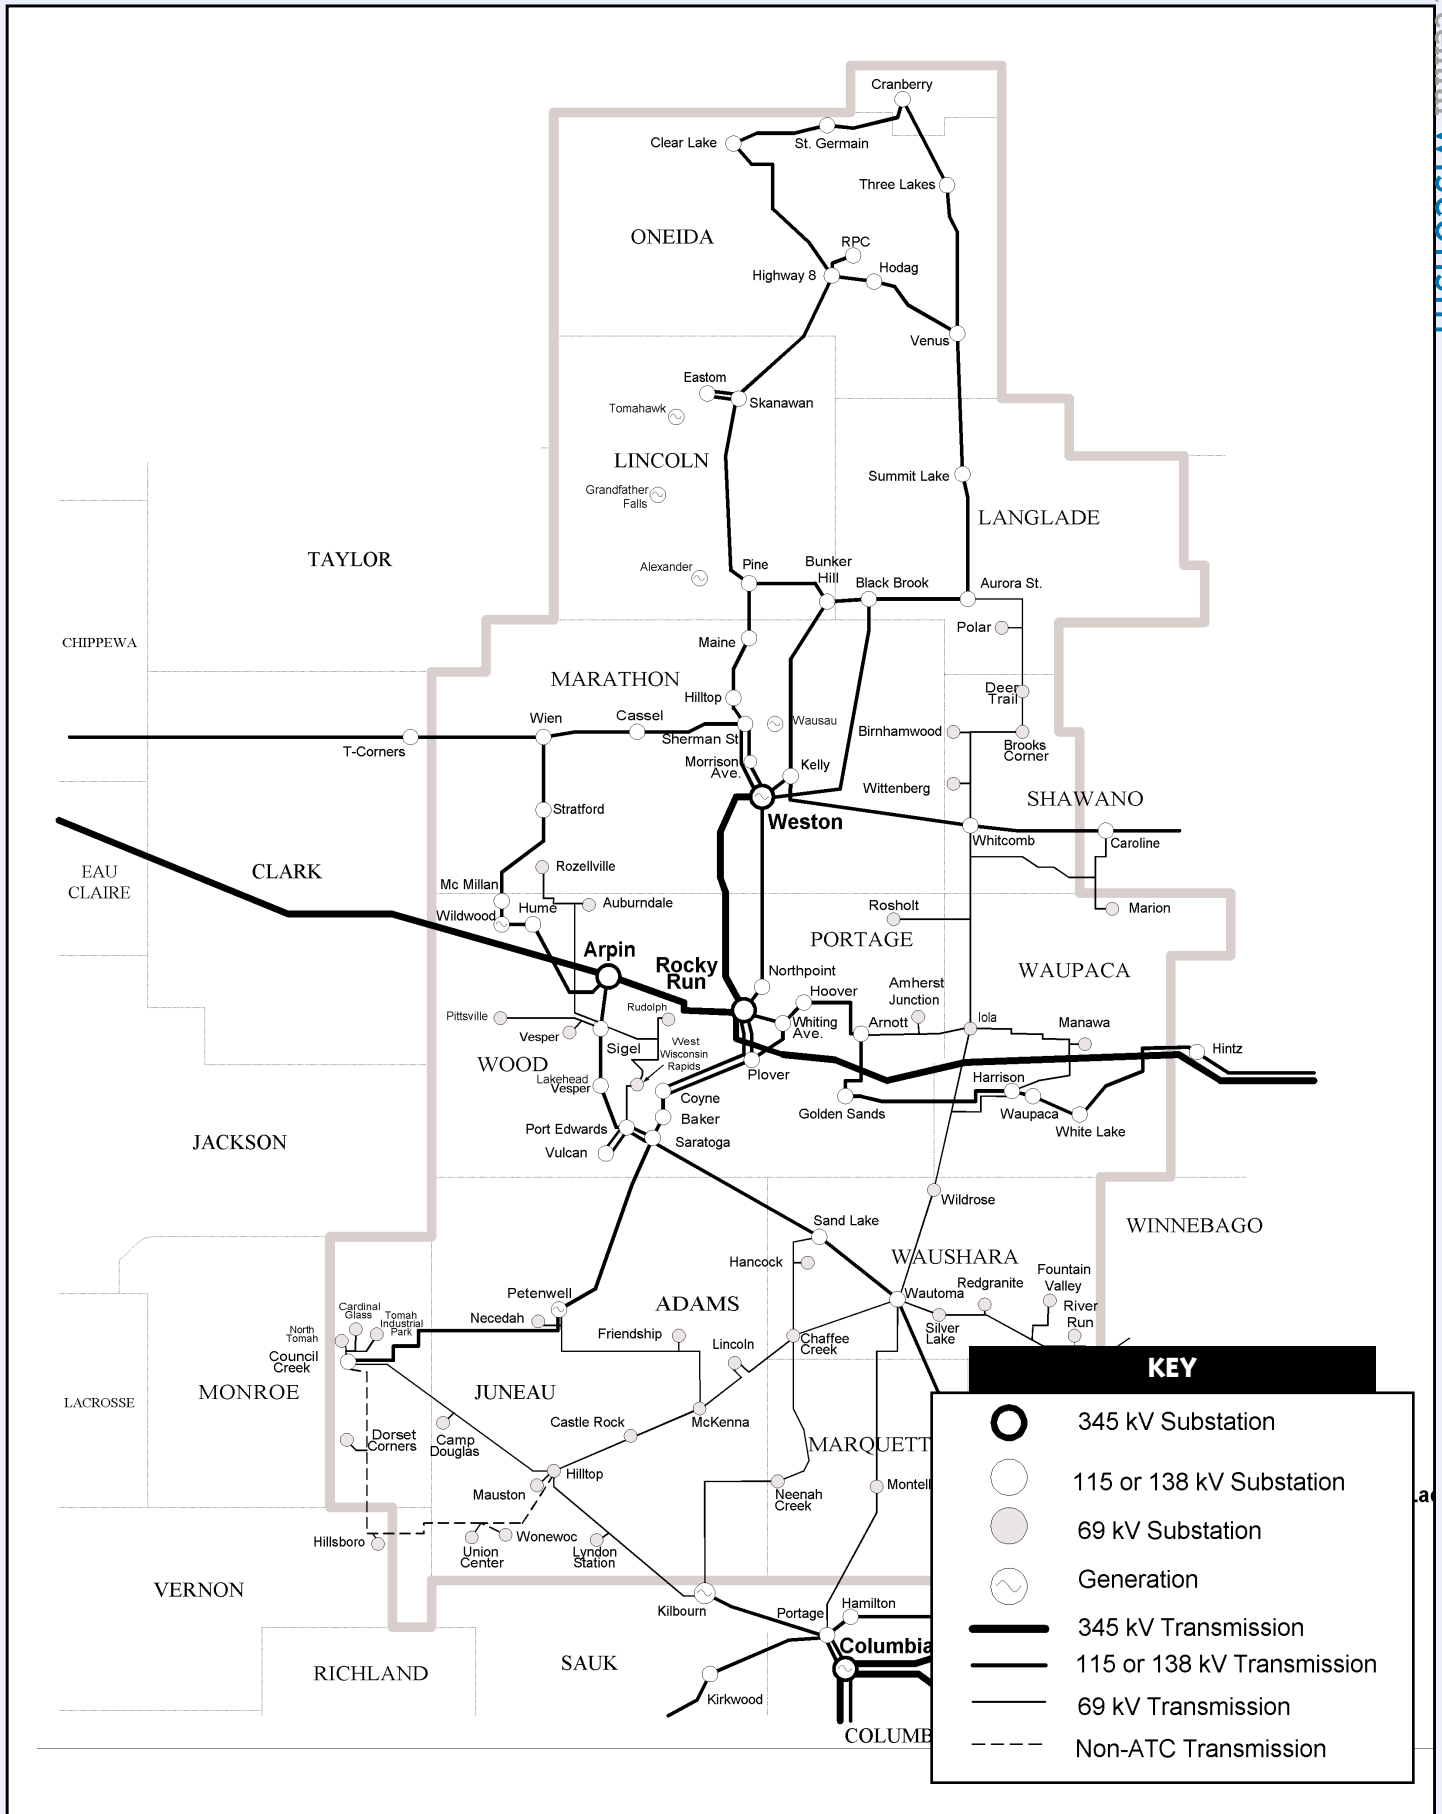 Cranberry
Clear Lake
St. Germain
Three Lakes
ONEIDA
RPC
Highway 8
Hodag
Venus
Eastom
Tomahawk
Skanawan
LINCOLN
Summit Lake
Grandfather
Falls
LANGLADE
TAYLOR
Alexander
Pine
Bunker
Hill
Black Brook
Aurora St.
Polar
CHIPPEWA
Maine
MARATHON
Deer
Trail
Hilltop
Wien
Cassel
Sherman St
Wausau
Birnhamwood
Brooks
Corner
T-Corners
Morrison
Ave.
Kelly
Wittenberg
SHAWANO
Stratford
Weston
Whitcomb
Caroline
EAU
CLAIRE
CLARK
Rozellville
Mc Millan
Auburndale
Wildwood
Hume
Rosholt
Marion
PORTAGE
Arpin
Rocky
Run
Northpoint
WAUPACA
Hoover
Amherst
Junction
Pittsville
Rudolph
Vesper
Whiting
Ave.
Arnott
Iola
Manawa
Sigel
West
Wisconsin
Rapids
WOOD
Hintz
Plover
Lakehead
Vesper
Harrison
Coyne
Golden Sands
Waupaca
Baker
White Lake
Port Edwards
JACKSON
Saratoga
Vulcan
Wildrose
Sand Lake
WINNEBAGO
Hancock
WAUSHARA
Fountain
Valley
Petenwell
Redgranite
Wautoma
ADAMS
River
Run
Cardinal
Glass
Tomah
Industrial
Park
Necedah
North
Tomah
Friendship
Silver
Lake
Lincoln
Chaffee
Creek
Council
Creek
KEY
MONROE
JUNEAU
LACROSSE
McKenna
Castle Rock
345 kV Substation
Dorset
Corners
Camp
Douglas
MARQUETT
Hilltop
115 or 138 kV Substation
Mauston
Neenah
Creek
Montell
Lac
69 kV Substation
Hillsboro
Wonewoc
Union
Center
Lyndon
Station
Generation
VERNON
Kilbourn
Portage
Hamilton
345 kV Transmission
Columbia
SAUK
RICHLAND
115 or 138 kV Transmission
Kirkwood
69 kV Transmission
COLUMB
Non-ATC Transmission